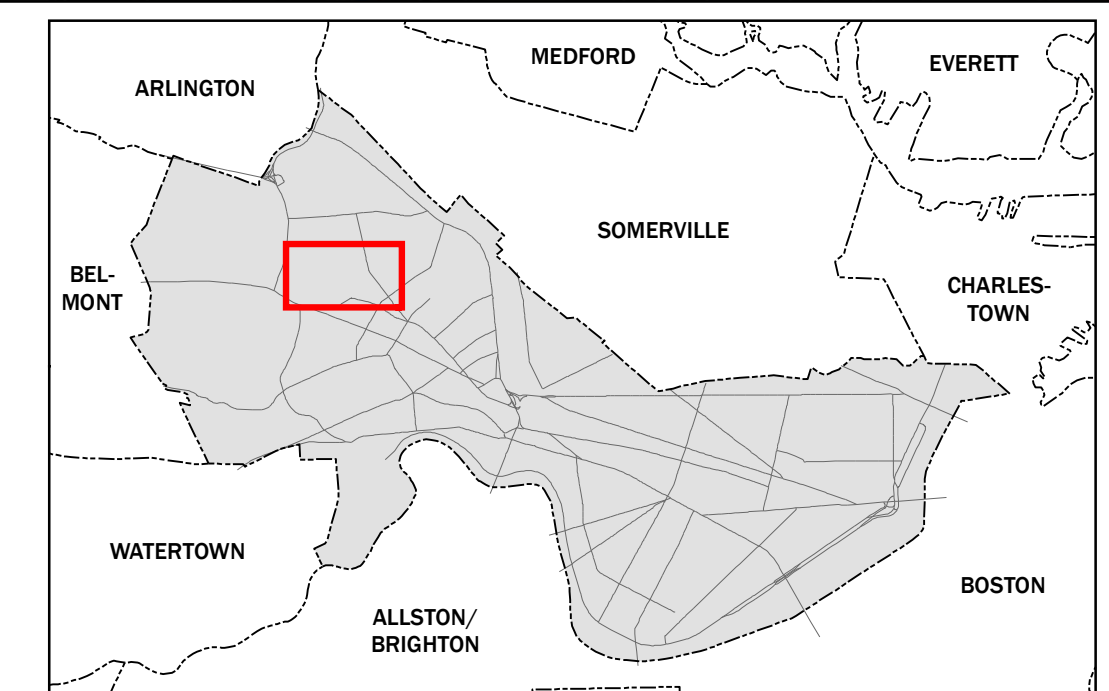 MEDFORD
EVERETT
ARLINGTON
SOMERVILLE
BEL-
MONT
CHARLES-
TOWN
WATERTOWN
BOSTON
ALLSTON/
BRIGHTON